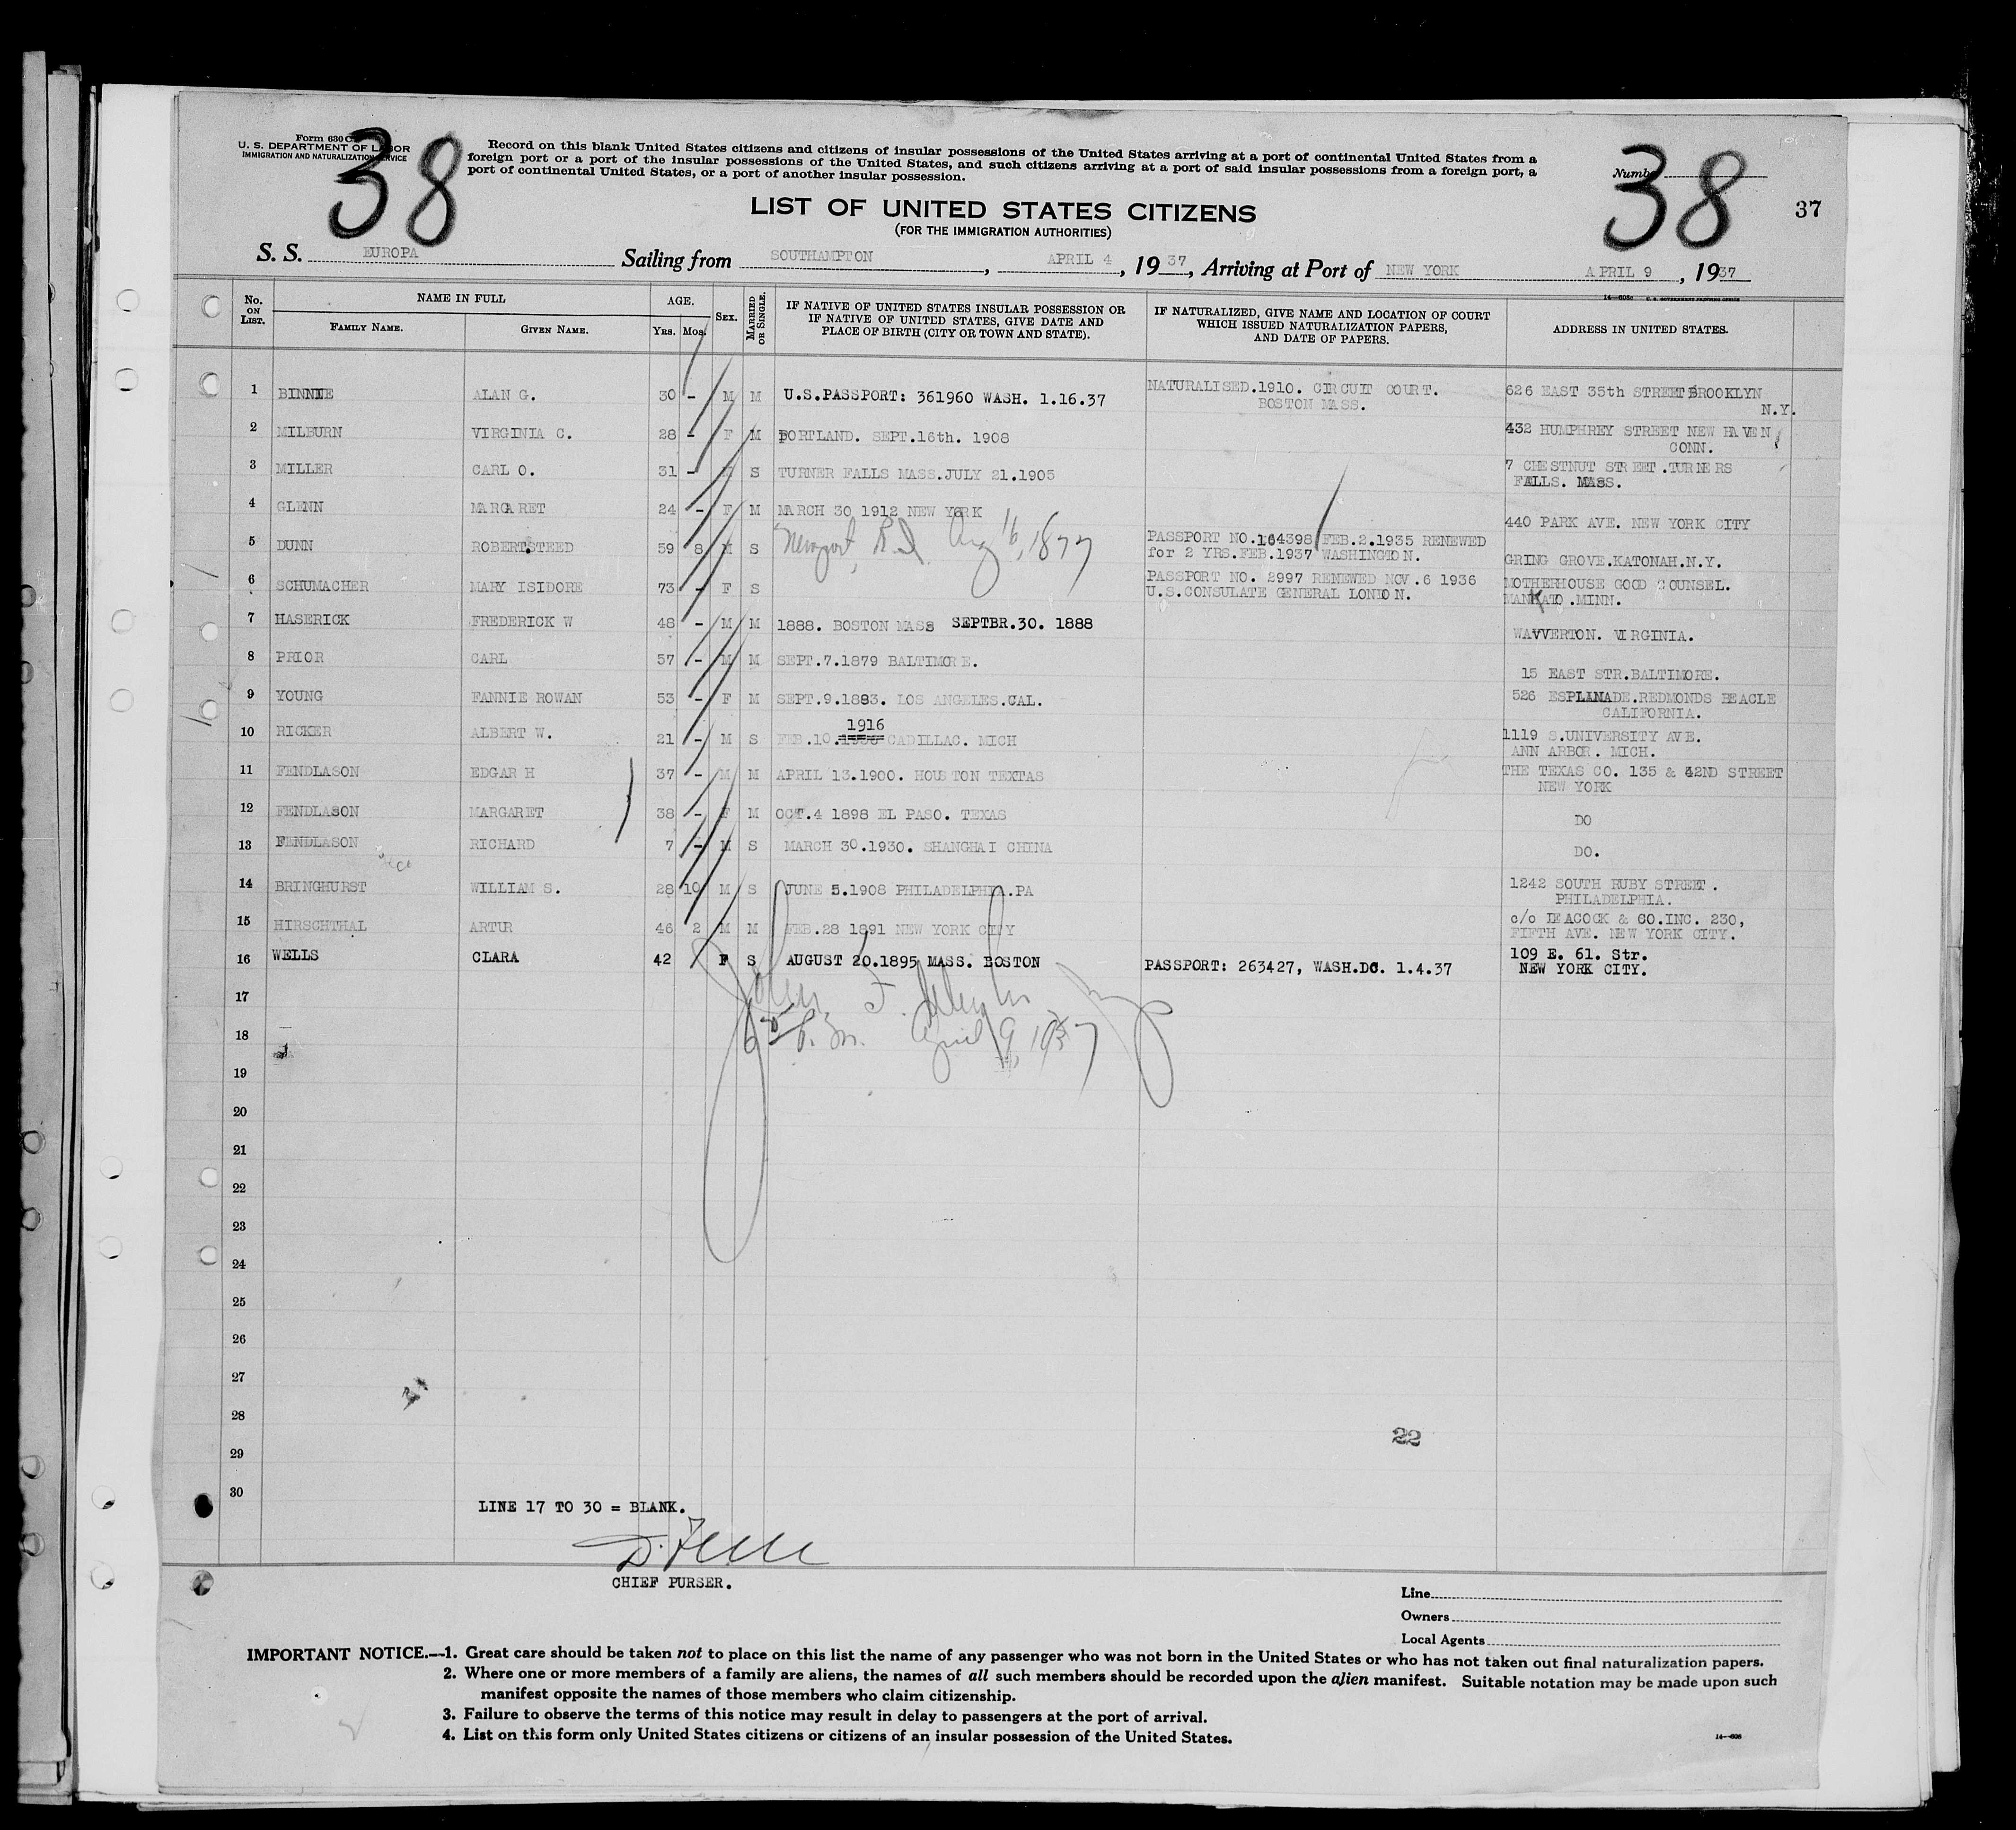 Form 630 C
U. S. DEPARTMENT OF LABOR
IMMIGRATION AND NATURALIZATION SERVICE
38
Record on this blank United States citizens and citizens of insular possessions of the United States arriving at a port of continental United States from a
foreign port or a port of the insular possessions of the United States, and such citizens arriving at a port of said insular possessions from a foreign port, a
port of continental United States, or a port of another insular possession.
Number
38
37
LIST OF UNITED STATES CITIZENS
(FOR THE IMMIGRATION AUTHORITIES)
S. S. EUROPA Sailing from SOUTHAMPTON, APRIL 4, 1937, Arriving at Port of NEW YORK APRIL 9, 1937
No. ON LIST. NAME IN FULL FAMILY NAME. GIVEN NAME. AGE. YRS. MOS. SEX. MARRIED OR SINGLE. IF NATIVE OF UNITED STATES INSULAR POSSESSION OR IF NATIVE OF UNITED STATES, GIVE DATE AND PLACE OF BIRTH (CITY OR TOWN AND STATE). IF NATURALIZED, GIVE NAME AND LOCATION OF COURT WHICH ISSUED NATURALIZATION PAPERS, AND DATE OF PAPERS. ADDRESS IN UNITED STATES.
1 BINNIE ALAN G. 30 - M M U.S.PASSPORT: 361960 WASH. 1.16.37 NATURALISED.1910. CIRCUIT COURT. BOSTON MASS. 626 EAST 35th STREET BROOKLYN N.Y.
2 MILBURN VIRGINIA C. 28 - F M PORTLAND. SEPT.16th. 1908 432 HUMPHREY STREET NEW HAVEN CONN.
3 MILLER CARL O. 31 - M S TURNER FALLS MASS.JULY 21.1905 7 CHESTNUT STREET.TURNERS FALLS. MASS.
4 GLENN MARGARET 24 - F M MARCH 30 1912 NEW YORK 440 PARK AVE. NEW YORK CITY
5 DUNN ROBERT STEED 59 8 M S Newport, R.I. Aug 16, 1877 PASSPORT NO.164398 FEB.2.1935 RENEWED for 2 YRS.FEB.1937 WASHINGTON. GRING GROVE.KATONAH.N.Y.
6 SCHUMACHER MARY ISIDORE 73 - F S PASSPORT NO. 2997 RENEWED NOV.6 1936 U.S.CONSULATE GENERAL LONDON. MOTHERHOUSE GOOD COUNSEL. MANKATO.MINN.
7 HASERICK FREDERICK W 48 - M M 1888. BOSTON MASS SEPTBR.30. 1888 WAVVERTON. VIRGINIA.
8 PRIOR CARL 57 - M M SEPT.7.1879 BALTIMORE. 15 EAST STR.BALTIMORE.
9 YOUNG FANNIE ROWAN 53 - F M SEPT.9.1883. LOS ANGELES.CAL. 526 ESPLANADE.REDMONDS BEACLE CALIFORNIA.
10 RICKER ALBERT W. 21 - M S FEB.10. 1916 CADILLAC. MICH 1119 S.UNIVERSITY AVE. ANN ARBOR. MICH.
11 FENDLASON EDGAR H 37 - M M APRIL 13.1900. HOUSTON TEXTAS THE TEXAS CO. 135 & 42ND STREET NEW YORK
12 FENDLASON MARGARET 38 - F M OCT.4 1898 EL PASO. TEXAS DO
13 FENDLASON RICHARD 7 - M S MARCH 30.1930. SHANGHAI CHINA DO.
14 BRINGHURST WILLIAM S. 28 10 M S JUNE 5.1908 PHILADELPHIA.PA 1242 SOUTH RUBY STREET. PHILADELPHIA.
15 HIRSCHTHAL ARTUR 46 2 M M FEB.28 1891 NEW YORK CITY c/o DEACOCK & CO.INC. 230, FIFTH AVE. NEW YORK CITY.
16 WELLS CLARA 42 F S AUGUST 20.1895 MASS. BOSTON PASSPORT: 263427, WASH.DC. 1.4.37 109 E. 61. Str. NEW YORK CITY.
17
John F.
18
P.m. April 9, 1937
19
20
21
22
23
24
25
26
27
28
29
22
30
LINE 17 TO 30 = BLANK.
CHIEF PURSER.
Line
Owners
Local Agents
IMPORTANT NOTICE.—1. Great care should be taken not to place on this list the name of any passenger who was not born in the United States or who has not taken out final naturalization papers.
2. Where one or more members of a family are aliens, the names of all such members should be recorded upon the alien manifest. Suitable notation may be made upon such
manifest opposite the names of those members who claim citizenship.
3. Failure to observe the terms of this notice may result in delay to passengers at the port of arrival.
4. List on this form only United States citizens or citizens of an insular possession of the United States.
14—608